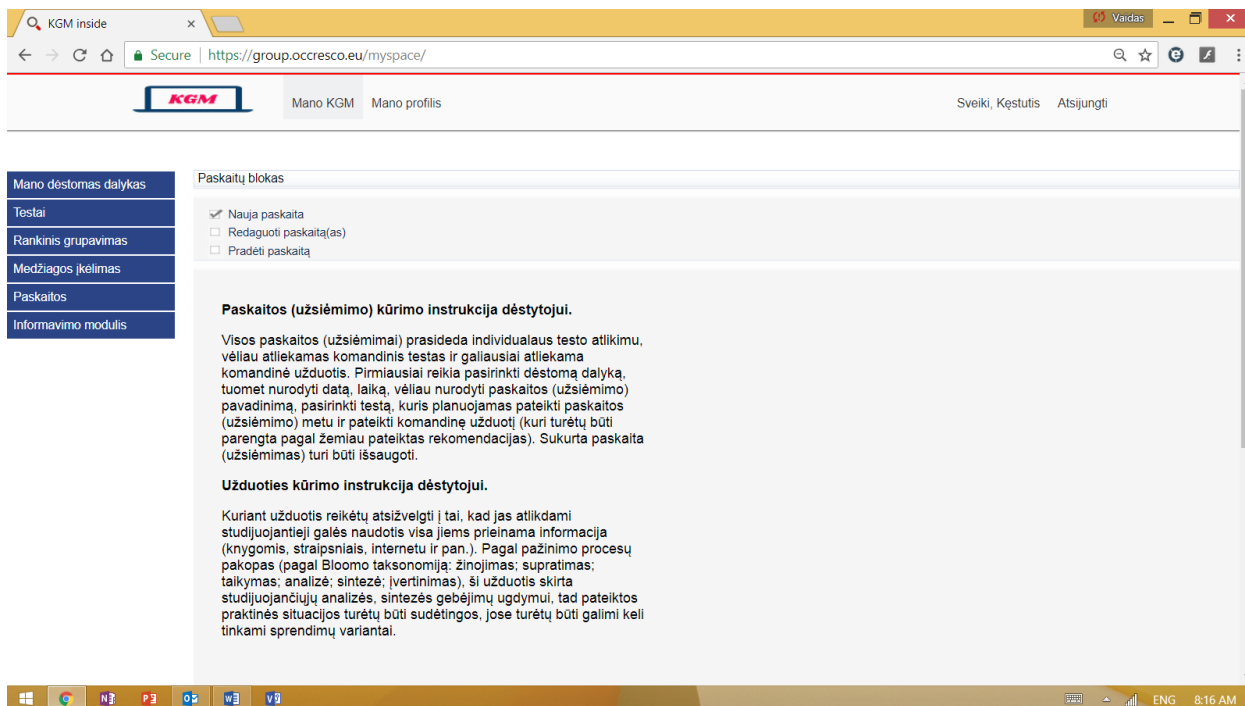 KGM inside
Vaidas
Secure | https://group.occresco.eu/myspace/
KGM
Mano KGM
Mano profilis
Sveiki, Kęstutis
Atsijungti
Mano dėstomas dalykas
Testai
Rankinis grupavimas
Medžiagos įkėlimas
Paskaitos
Informavimo modulis
Paskaitų blokas
Nauja paskaita
Redaguoti paskaitą(as)
Pradėti paskaitą
Paskaitos (užsiėmimo) kūrimo instrukcija dėstytojui.
Visos paskaitos (užsiėmimai) prasideda individualaus testo atlikimu,
vėliau atliekamas komandinis testas ir galiausiai atliekama
komandinė užduotis. Pirmiausiai reikia pasirinkti dėstomą dalyką,
tuomet nurodyti datą, laiką, vėliau nurodyti paskaitos (užsiėmimo)
pavadinimą, pasirinkti testą, kuris planuojamas pateikti paskaitos
(užsiėmimo) metu ir pateikti komandinę užduotį (kuri turėtų būti
parengta pagal žemiau pateiktas rekomendacijas). Sukurta paskaita
(užsiėmimas) turi būti išsaugoti.
Užduoties kūrimo instrukcija dėstytojui.
Kuriant užduotis reikėtų atsižvelgti į tai, kad jas atlikdami
studijuojantieji galės naudotis visa jiems prieinama informacija
(knygomis, straipsniais, internetu ir pan.). Pagal pažinimo procesų
pakopas (pagal Bloomo taksonomiją: žinojimas; supratimas;
taikymas; analizė; sintezė; įvertinimas), ši užduotis skirta
studijuojančiųjų analizės, sintezės gebėjimų ugdymui, tad pateiktos
praktinės situacijos turėtų būti sudėtingos, jose turėtų būti galimi keli
tinkami sprendimų variantai.
ENG 8:16 AM